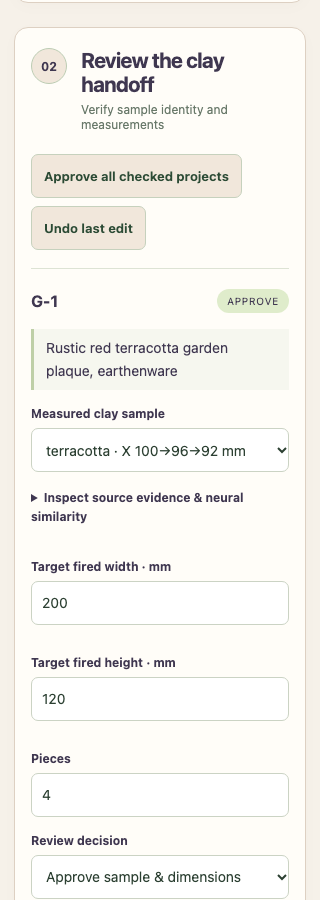 02
Review the clay
handoff
Verify sample identity and
measurements
Approve all checked projects
Undo last edit
G-1
APPROVE
Rustic red terracotta garden
plaque, earthenware
Measured clay sample
terracotta · X 100→96→92 mm
▶ Inspect source evidence & neural
similarity
Target fired width · mm
200
Target fired height · mm
120
Pieces
4
Review decision
Approve sample & dimensions